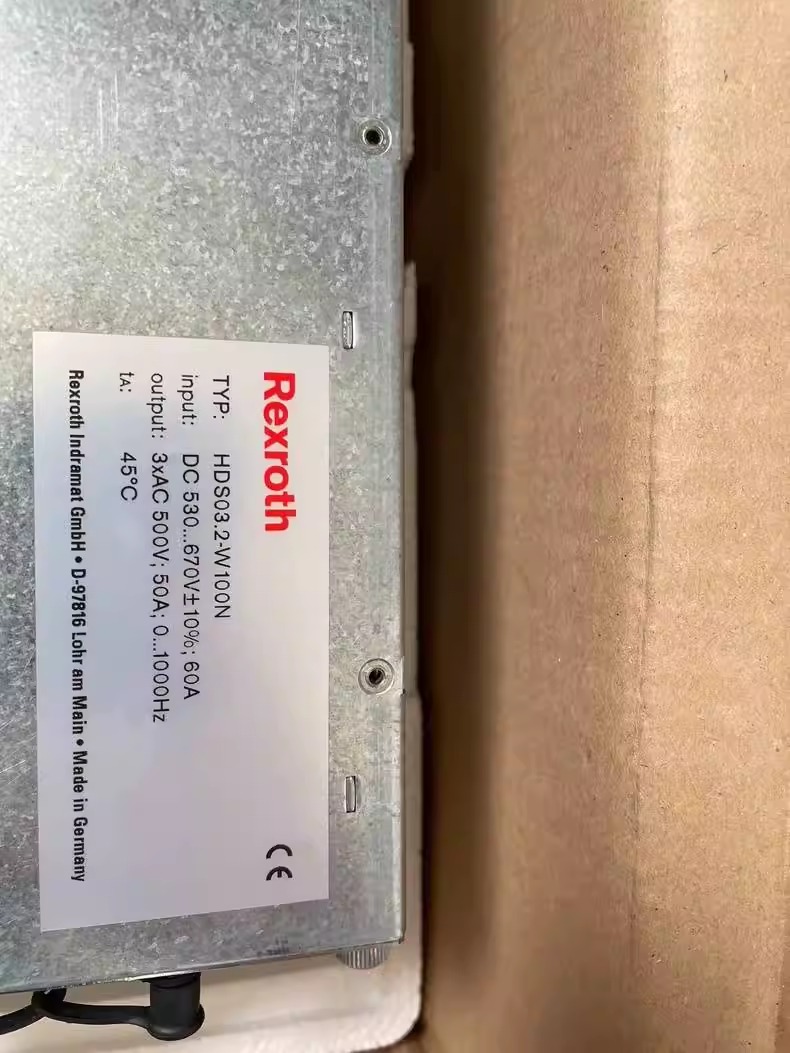 Rexroth
TYP: HDS03.2-W100N
input: DC 530...670V±10%; 60A
output: 3xAC 500V; 50A; 0...1000Hz
tA: 45°C
CE
Rexroth Indramat GmbH • D-97816 Lohr am Main • Made in Germany